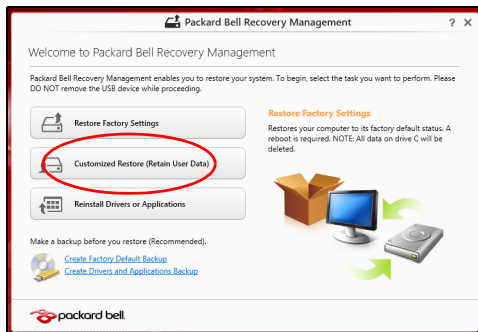 Packard Bell Recovery Management
? X
Welcome to Packard Bell Recovery Management
Packard Bell Recovery Management enables you to restore your system. To begin, select the task you want to perform. Please
DO NOT remove the USB device while proceeding.
Restore Factory Settings
Customized Restore (Retain User Data)
Reinstall Drivers or Applications
Restore Factory Settings
Restores your computer to its factory default status. A
reboot is required. NOTE: All data on drive C will be
deleted.
Make a backup before you restore (Recommended).
Create Factory Default Backup
Create Drivers and Applications Backup
packard bell.